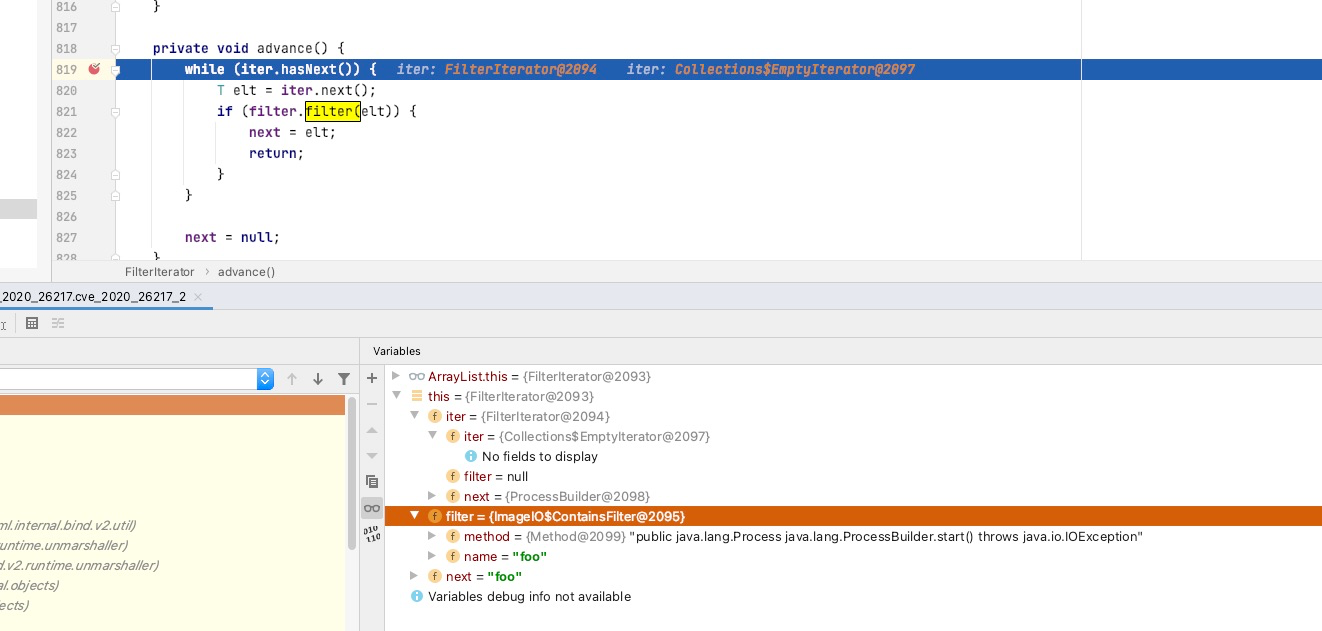 816 }
817
818 private void advance() {
819 while (iter.hasNext()) { iter: FilterIterator@2094 iter: Collections$EmptyIterator@2097
820 T elt = iter.next();
821 if (filter.filter(elt)) {
822 next = elt;
823 return;
824 }
825 }
826
827 next = null;
828 }
FilterIterator › advance()
_2020_26217.cve_2020_26217_2
Variables
ArrayList.this = {FilterIterator@2093}
this = {FilterIterator@2093}
iter = {FilterIterator@2094}
iter = {Collections$EmptyIterator@2097}
No fields to display
filter = null
next = {ProcessBuilder@2098}
filter = {ImageIO$ContainsFilter@2095}
method = {Method@2099} "public java.lang.Process java.lang.ProcessBuilder.start() throws java.io.IOException"
name = "foo"
next = "foo"
Variables debug info not available
ml.internal.bind.v2.util)
runtime.unmarshaller)
d.v2.runtime.unmarshaller)
al.objects)
jects)